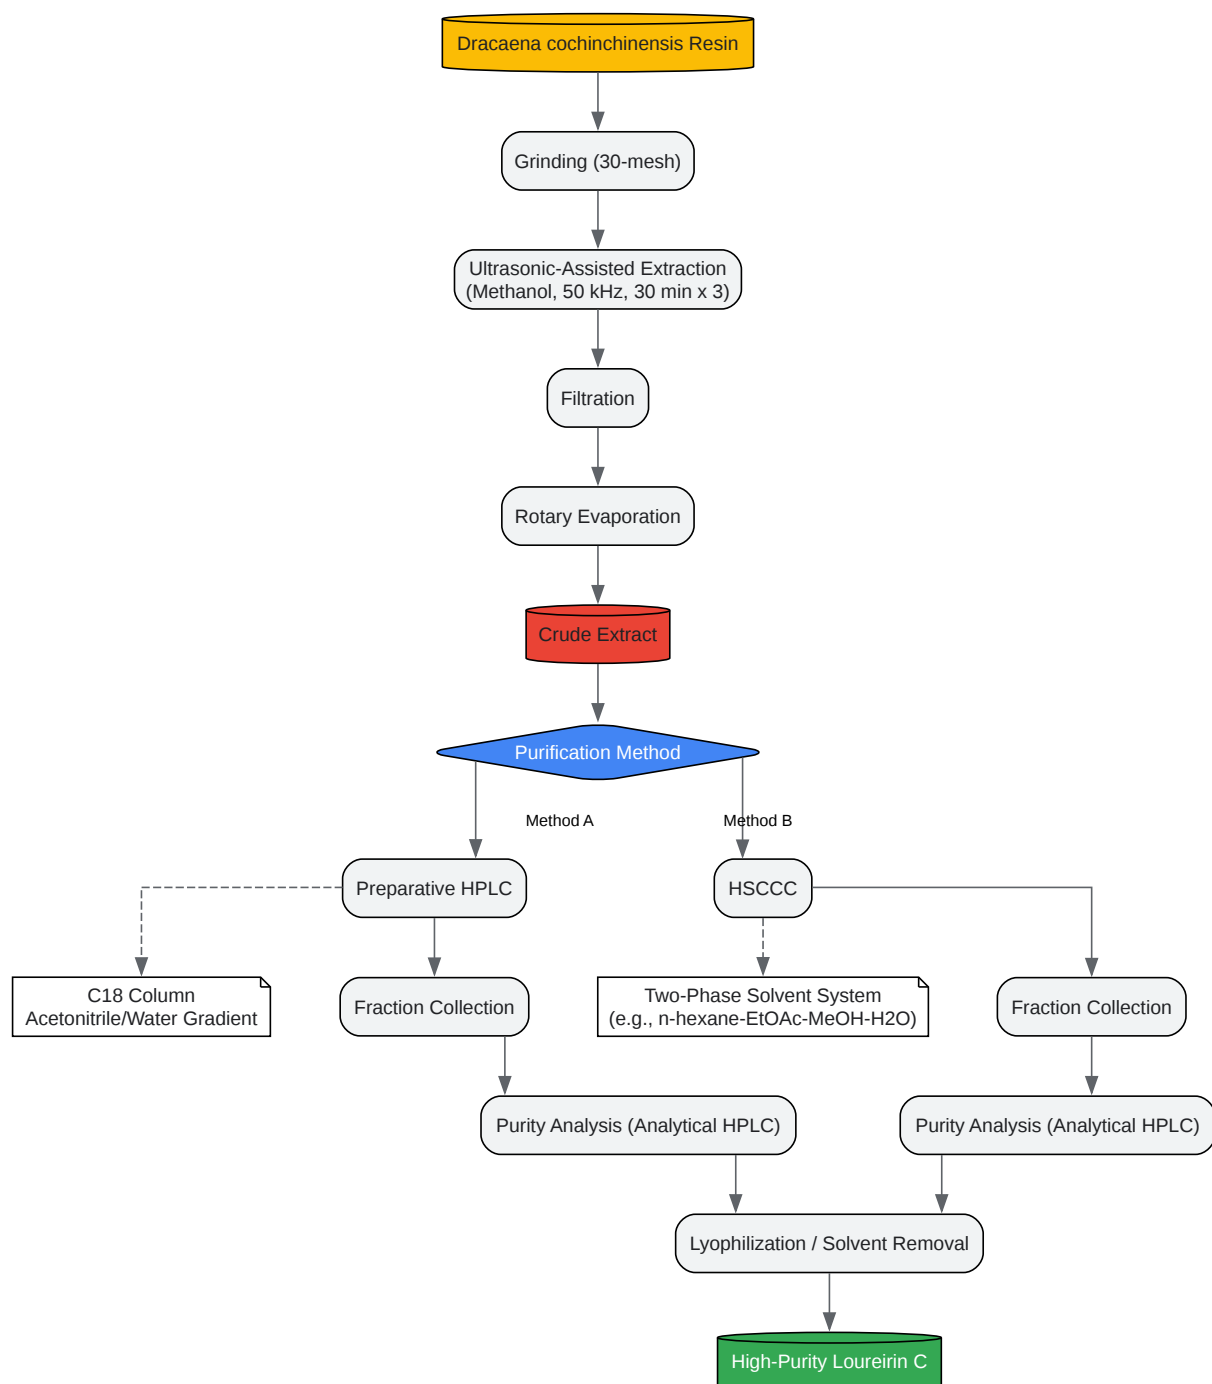 Dracaena cochinchinensis Resin
Grinding (30-mesh)
Ultrasonic-Assisted Extraction
(Methanol, 50 kHz, 30 min x 3)
Filtration
Rotary Evaporation
Crude Extract
Purification Method
Method A
Method B
Preparative HPLC
HSCCC
C18 Column
Acetonitrile/Water Gradient
Fraction Collection
Two-Phase Solvent System
(e.g., n-hexane-EtOAc-MeOH-H2O)
Fraction Collection
Purity Analysis (Analytical HPLC)
Purity Analysis (Analytical HPLC)
Lyophilization / Solvent Removal
High-Purity Loureirin C